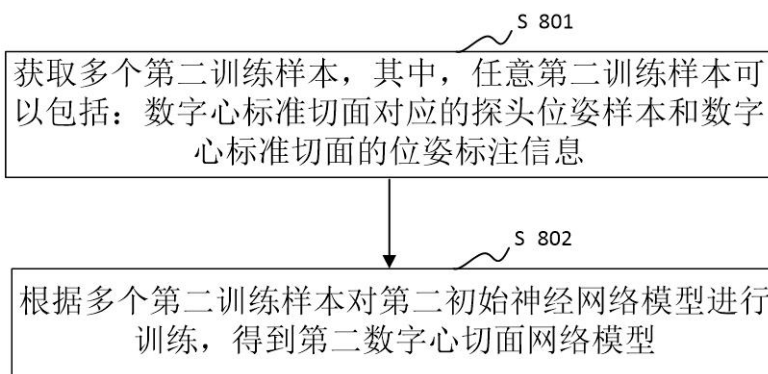 S 801
获取多个第二训练样本，其中，任意第二训练样本可
以包括：数字心标准切面对应的探头位姿样本和数字
心标准切面的位姿标注信息
S 802
根据多个第二训练样本对第二初始神经网络模型进行
训练，得到第二数字心切面网络模型